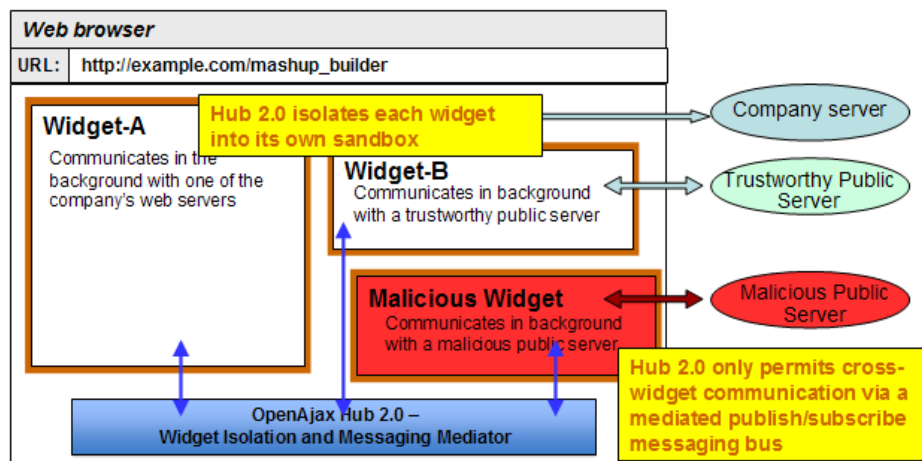 Web browser
URL: http://example.com/mashup_builder
Widget-A
Communicates in the
background with one of the
company's web servers
Hub 2.0 isolates each widget
into its own sandbox
Company server
Widget-B
Communicates in background
with a trustworthy public server
Trustworthy Public
Server
Malicious Widget
Communicates in background
with a malicious public server
Malicious Public
Server
Hub 2.0 only permits cross-
widget communication via a
mediated publish/subscribe
messaging bus
OpenAjax Hub 2.0 –
Widget Isolation and Messaging Mediator